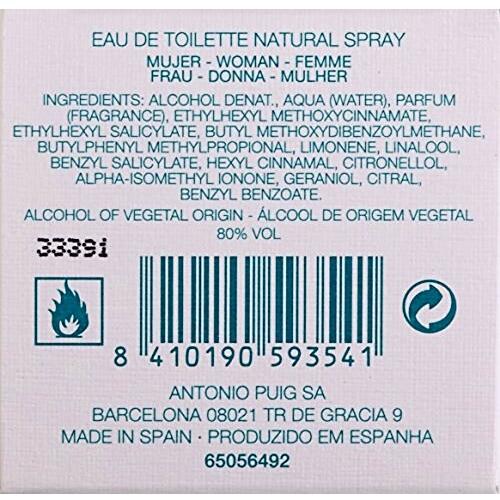 EAU DE TOILETTE NATURAL SPRAY
MUJER - WOMAN - FEMME
FRAU - DONNA - MULHER
INGREDIENTS: ALCOHOL DENAT., AQUA (WATER), PARFUM
(FRAGRANCE), ETHYLHEXYL METHOXYCINNAMATE,
ETHYLHEXYL SALICYLATE, BUTYL METHOXYDIBENZOYLMETHANE,
BUTYLPHENYL METHYLPROPIONAL, LIMONENE, LINALOOL,
BENZYL SALICYLATE, HEXYL CINNAMAL, CITRONELLOL,
ALPHA-ISOMETHYL IONONE, GERANIOL, CITRAL,
BENZYL BENZOATE.
ALCOHOL OF VEGETAL ORIGIN - ÁLCOOL DE ORIGEM VEGETAL
80% VOL
33391
8 410190 593541
ANTONIO PUIG SA
BARCELONA 08021 TR DE GRACIA 9
MADE IN SPAIN · PRODUZIDO EM ESPANHA
65056492